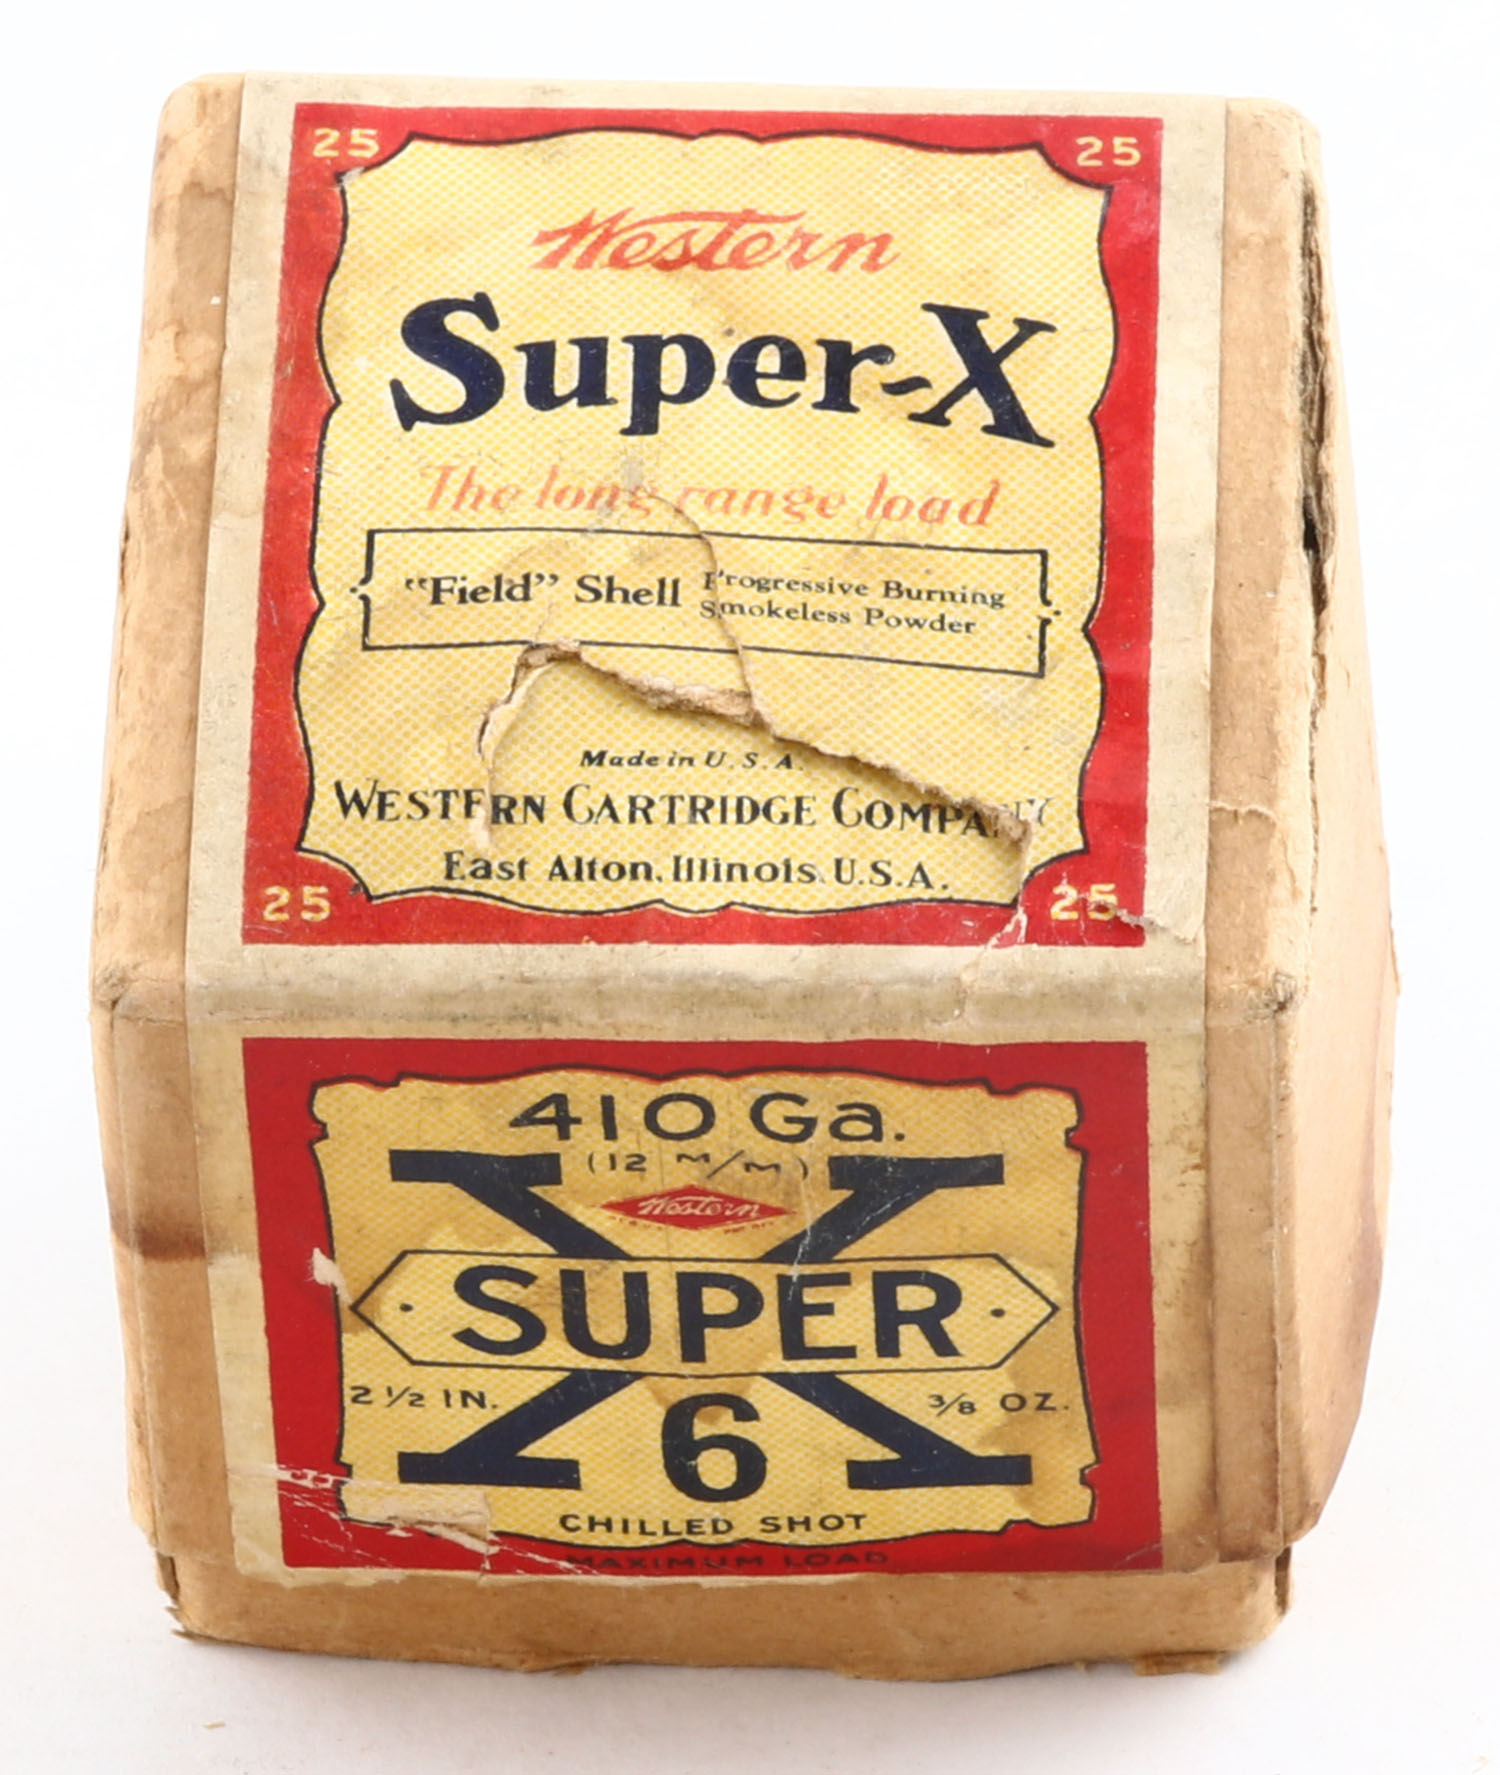 25 25
Western
Super-X
The long range load
"Field" Shell Progressive Burning
Smokeless Powder
Made in U.S.A.
WESTERN CARTRIDGE COMPANY
East Alton, Illinois, U.S.A.
25 25
410 Ga.
(12 M/M)
Western
SUPER
X
2 1/2 IN. 6 3/8 OZ.
CHILLED SHOT
MAXIMUM LOAD